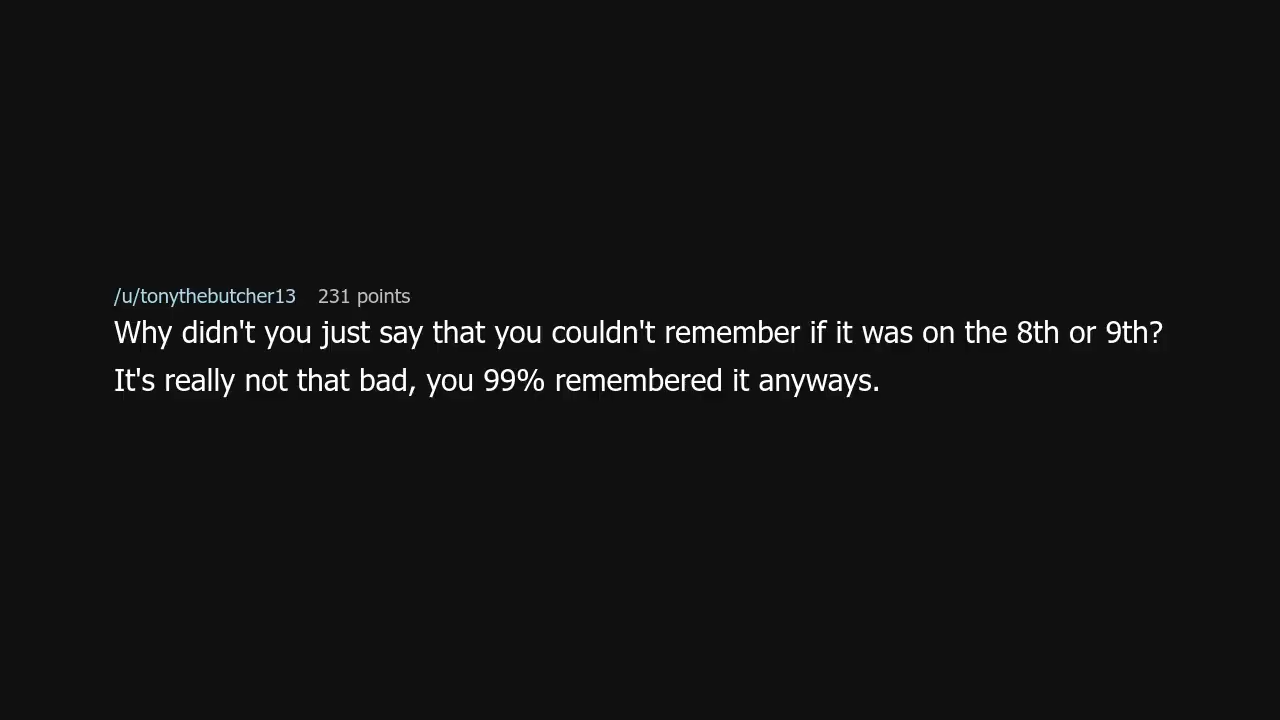 /u/tonythebutcher13 231 points
Why didn't you just say that you couldn't remember if it was on the 8th or 9th?
It's really not that bad, you 99% remembered it anyways.